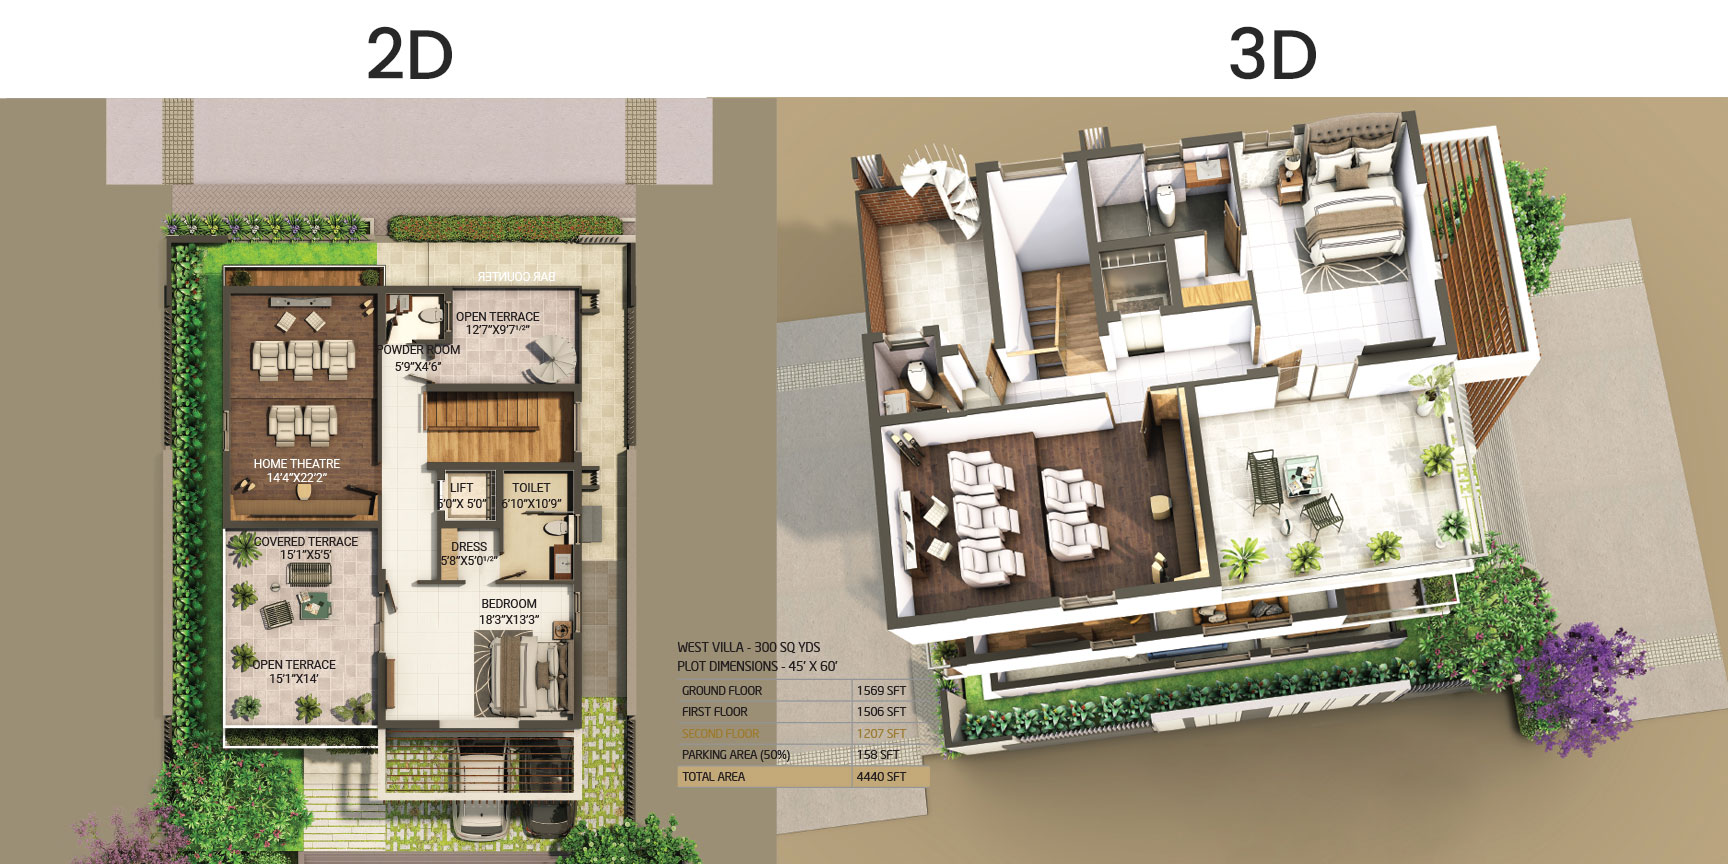 2D
3D
BAR COUNTER
OPEN TERRACE
12'7"X9'71/2"
POWDER ROOM
5'9"X4'6"
HOME THEATRE
14'4"X22'2"
LIFT
5'0"X 5'0"
TOILET
6'10"X10'9"
COVERED TERRACE
15'1"X5'5'
DRESS
5'8"X5'01/2"
BEDROOM
18'3"X13'3"
OPEN TERRACE
15'1"X14'
WEST VILLA - 300 SQ YDS
PLOT DIMENSIONS - 45' X 60'
GROUND FLOOR 1569 SFT
FIRST FLOOR 1506 SFT
SECOND FLOOR 1207 SFT
PARKING AREA (50%) 158 SFT
TOTAL AREA 4440 SFT